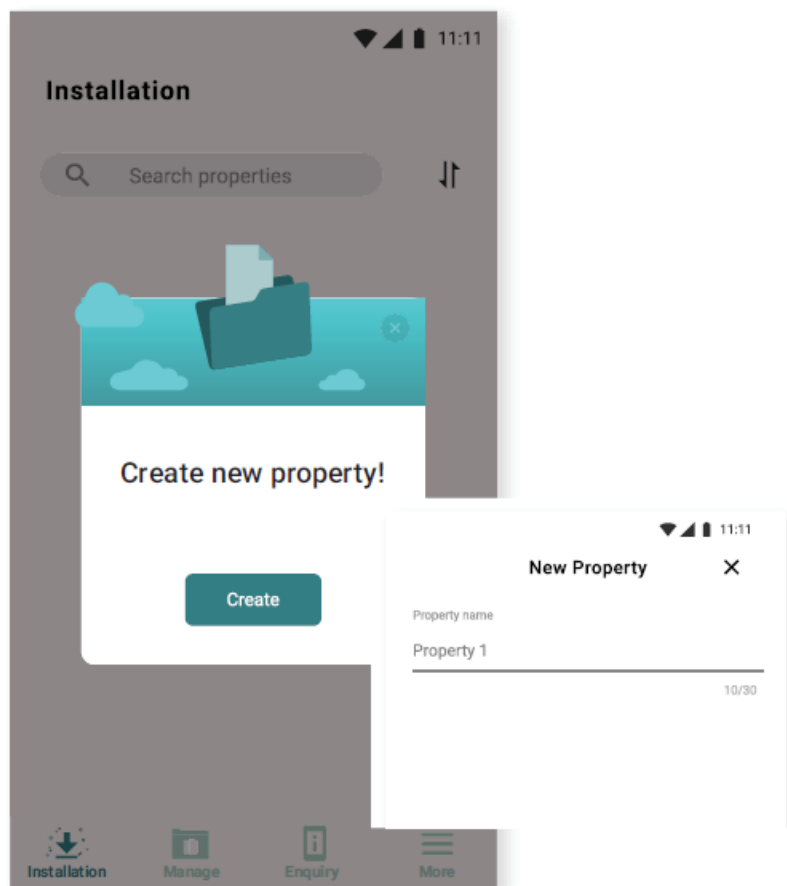 11:11
Installation
Search properties
Create new property!
Create
11:11
New Property
Property name
Property 1
10/30
Installation Manage Enquiry More